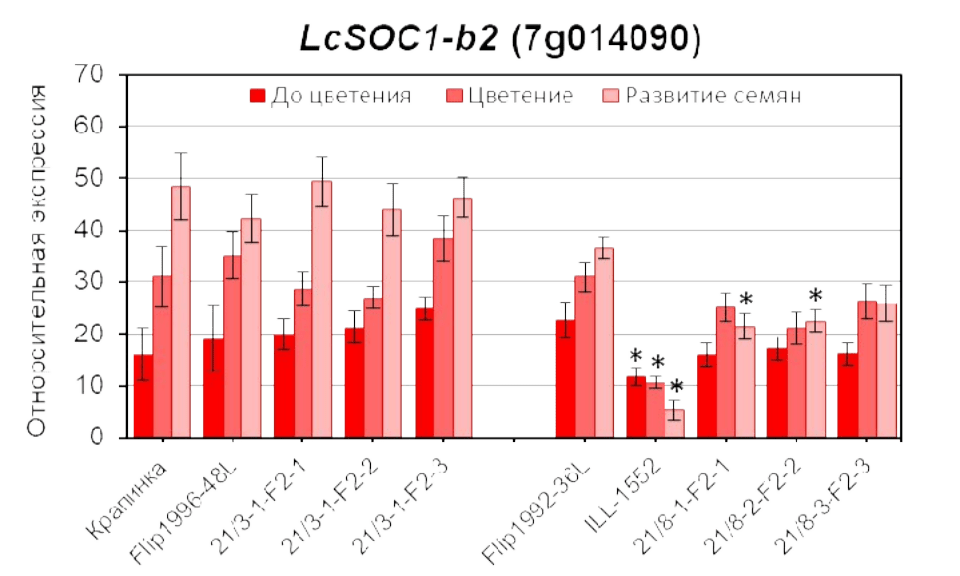 LcSOC1-b2 (7g014090)
До цветения Цветение Развитие семян
Относительная экспрессия
70
60
50
40
30
20
10
0
*
*
*
*
*
Крапинка
Flip1996-48L
21/3-1-F2-1
21/3-1-F2-2
21/3-1-F2-3
Flip1992-36L
ILL-1552
21/8-1-F2-1
21/8-2-F2-2
21/8-3-F2-3